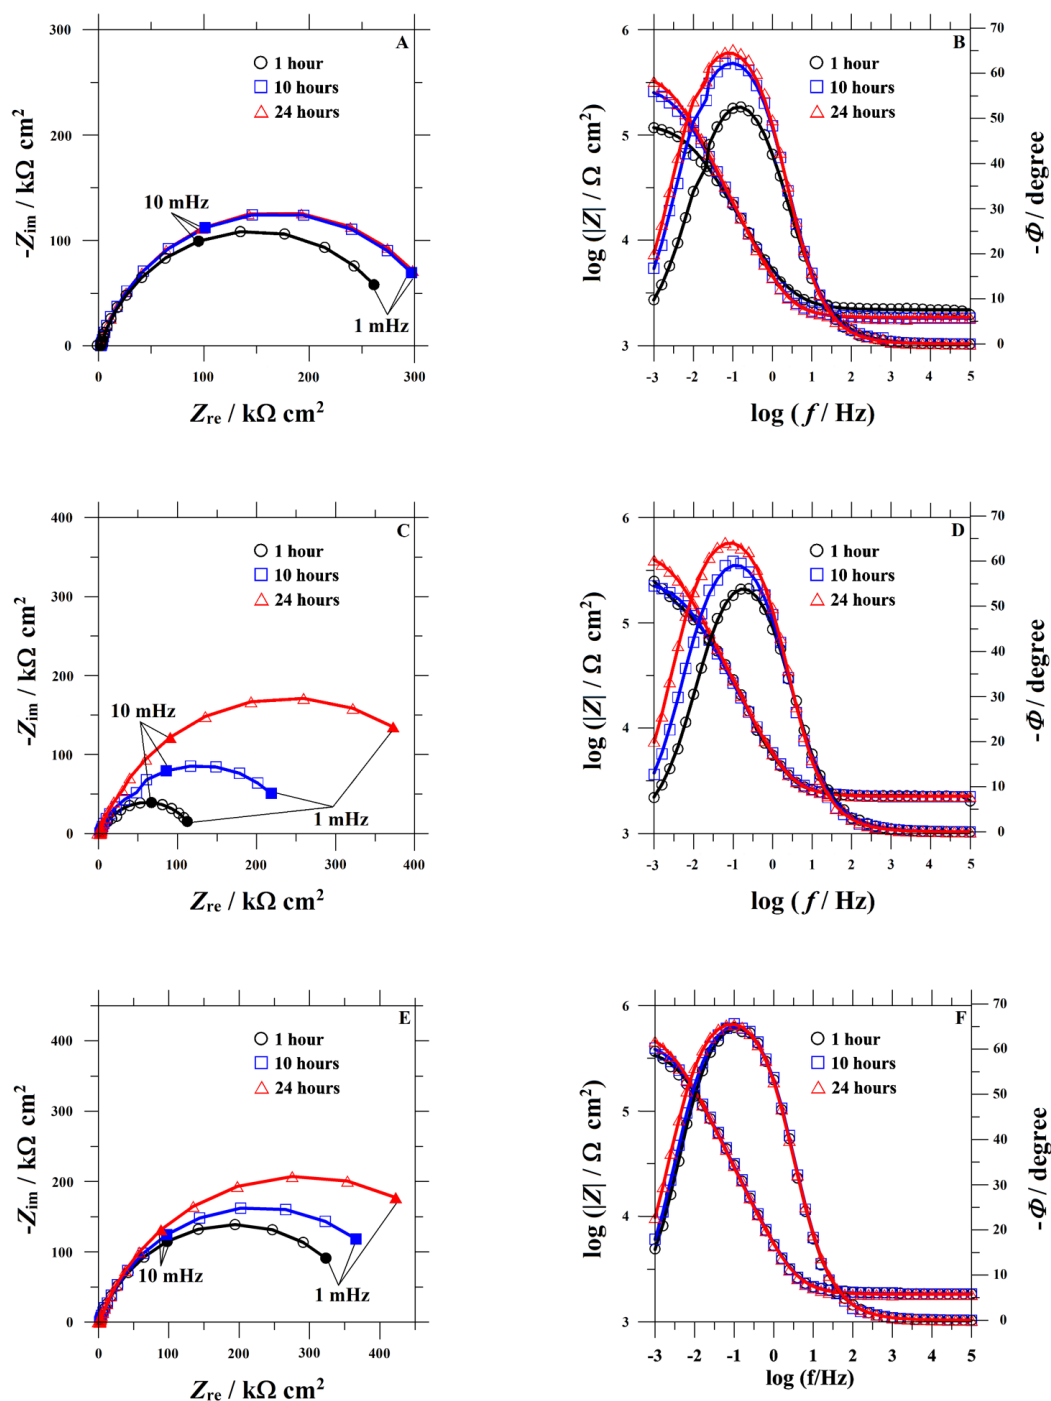 A
1 hour
10 hours
24 hours
10 mHz
1 mHz
-Zim / kΩ cm²
300
200
100
0
0 100 200 300
Zre / kΩ cm²
B
1 hour
10 hours
24 hours
log (|Z| / Ω cm²)
6
5
4
3
-Φ / degree
70
60
50
40
30
20
10
0
-3 -2 -1 0 1 2 3 4 5
log (f / Hz)
C
1 hour
10 hours
24 hours
10 mHz
1 mHz
-Zim / kΩ cm²
400
300
200
100
0
0 100 200 300 400
Zre / kΩ cm²
D
1 hour
10 hours
24 hours
log (|Z| / Ω cm²)
6
5
4
3
-Φ / degree
70
60
50
40
30
20
10
0
-3 -2 -1 0 1 2 3 4 5
log (f / Hz)
E
1 hour
10 hours
24 hours
10 mHz
1 mHz
-Zim / kΩ cm²
400
300
200
100
0
0 100 200 300 400
Zre / kΩ cm²
F
1 hour
10 hours
24 hours
log (|Z| / Ω cm²)
6
5
4
3
-Φ / degree
70
60
50
40
30
20
10
0
-3 -2 -1 0 1 2 3 4 5
log (f/Hz)